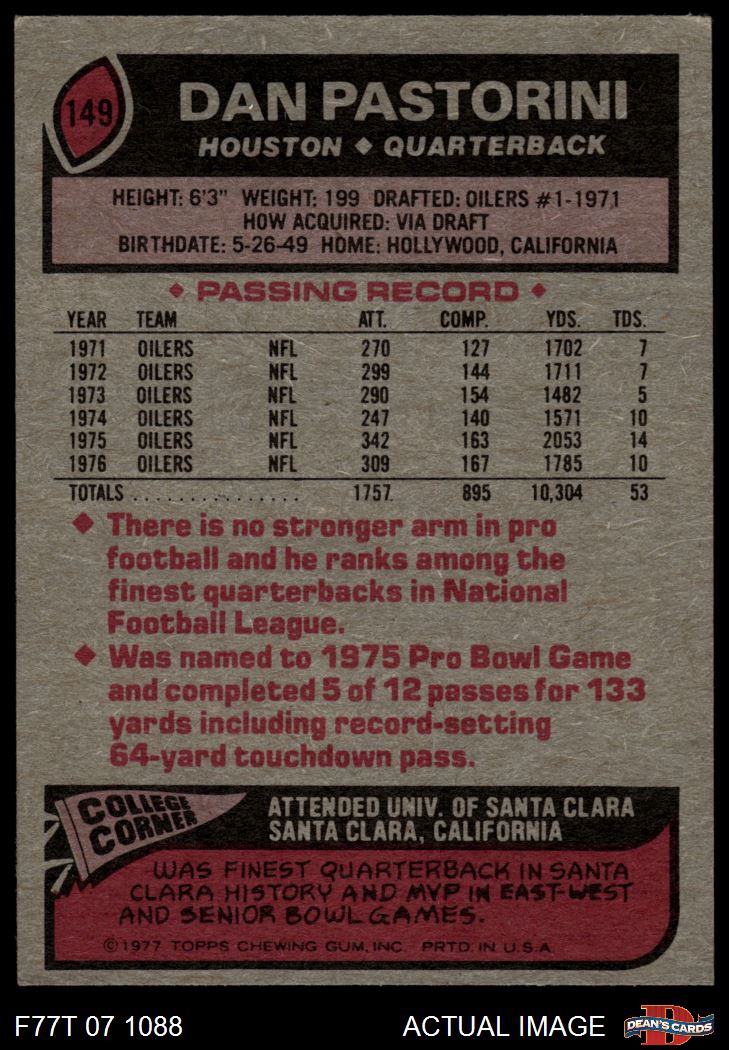 149
DAN PASTORINI
HOUSTON ◆ QUARTERBACK
HEIGHT: 6'3" WEIGHT: 199 DRAFTED: OILERS #1-1971
HOW ACQUIRED: VIA DRAFT
BIRTHDATE: 5-26-49 HOME: HOLLYWOOD, CALIFORNIA
◆ PASSING RECORD ◆
YEAR TEAM ATT. COMP. YDS. TDS.
1971 OILERS NFL 270 127 1702 7
1972 OILERS NFL 299 144 1711 7
1973 OILERS NFL 290 154 1482 5
1974 OILERS NFL 247 140 1571 10
1975 OILERS NFL 342 163 2053 14
1976 OILERS NFL 309 167 1785 10
TOTALS . . . . . . . . . . . . . . . 1757 895 10,304 53
◆ There is no stronger arm in pro
football and he ranks among the
finest quarterbacks in National
Football League.
◆ Was named to 1975 Pro Bowl Game
and completed 5 of 12 passes for 133
yards including record-setting
64-yard touchdown pass.
COLLEGE
CORNER
ATTENDED UNIV. OF SANTA CLARA
SANTA CLARA, CALIFORNIA
WAS FINEST QUARTERBACK IN SANTA
CLARA HISTORY AND MVP IN EAST-WEST
AND SENIOR BOWL GAMES.
©1977 TOPPS CHEWING GUM, INC. PRTD. IN U.S.A.
F77T 07 1088
ACTUAL IMAGE
D
DEAN'S CARDS